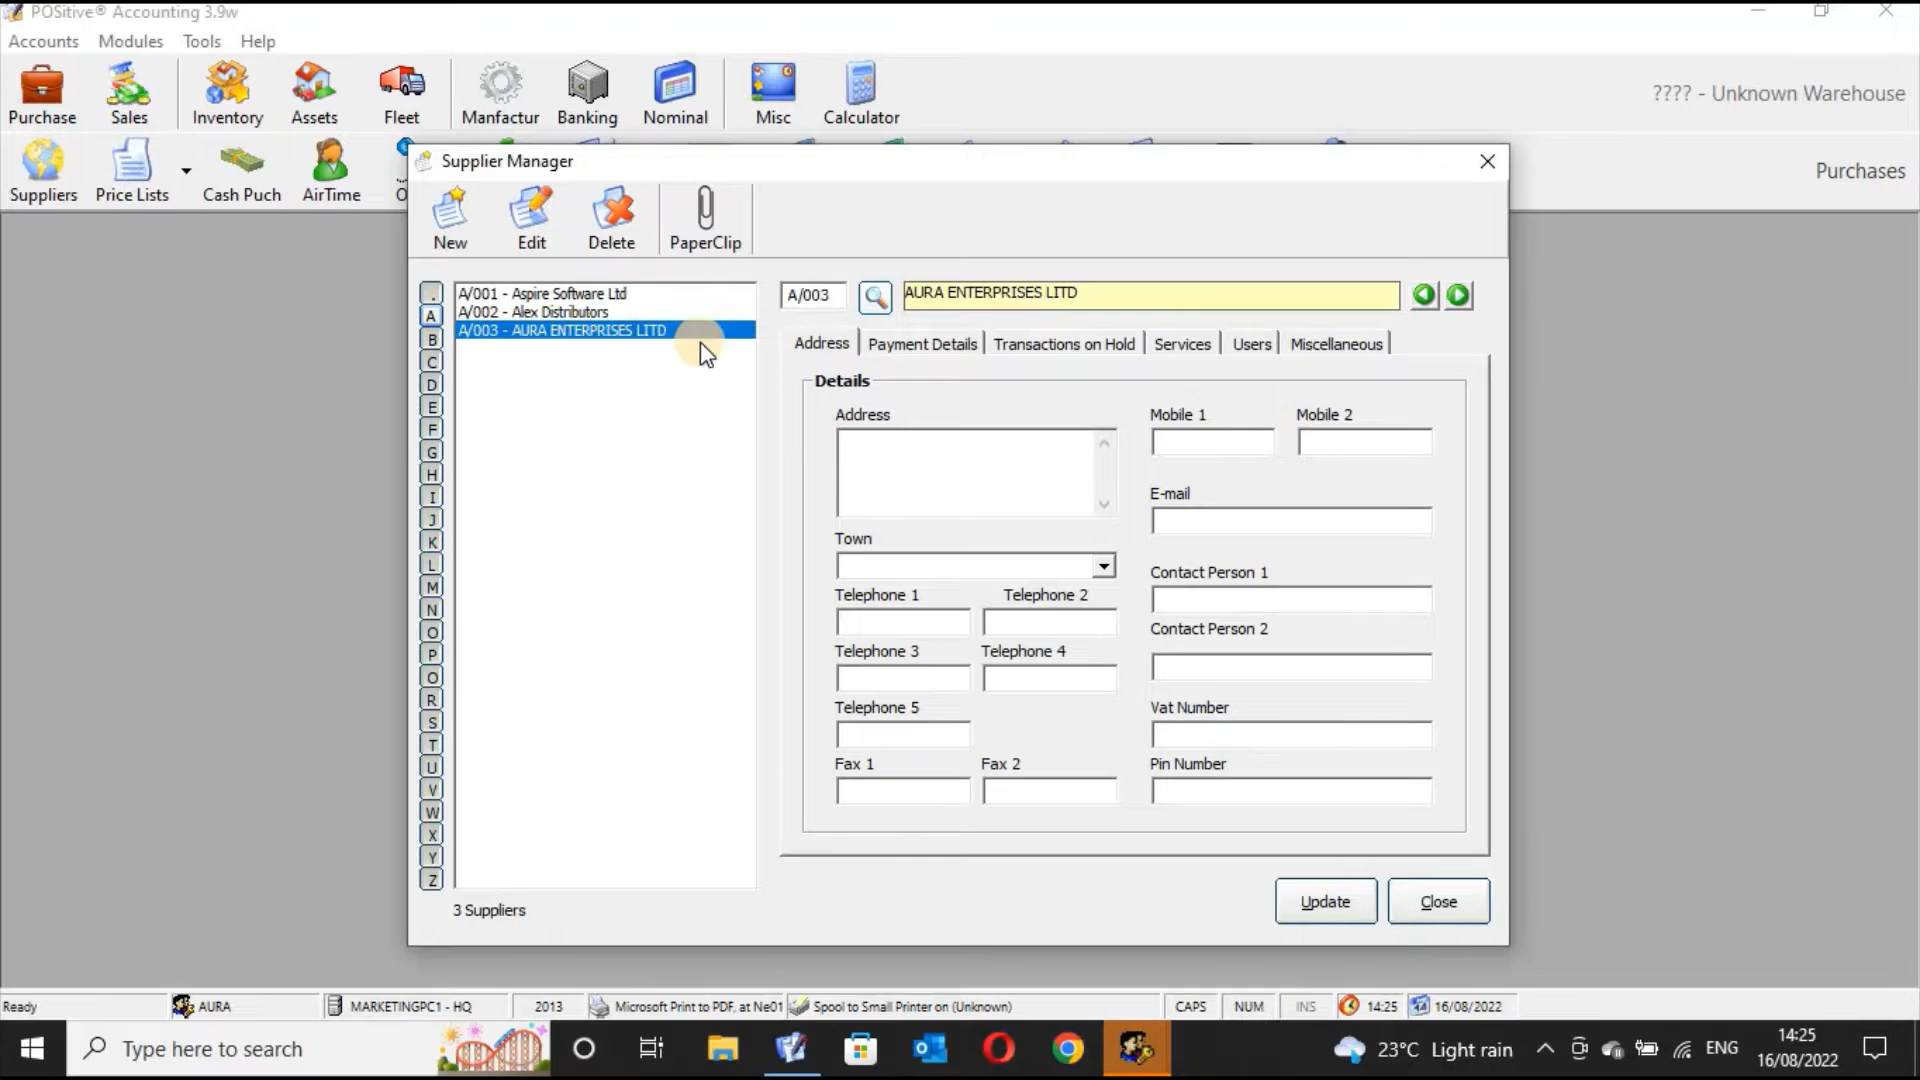 POSitive® Accounting 3.9w
Accounts Modules Tools Help
Purchase Sales Inventory Assets Fleet Manfactur Banking Nominal Misc Calculator
???? - Unknown Warehouse
Suppliers Price Lists Cash Puch AirTime O
Purchases
Supplier Manager
New Edit Delete PaperClip
.
A
B
C
D
E
F
G
H
I
J
K
L
M
N
O
P
Q
R
S
T
U
V
W
X
Y
Z
A/001 - Aspire Software Ltd
A/002 - Alex Distributors
A/003 - AURA ENTERPRISES LITD
3 Suppliers
A/003 AURA ENTERPRISES LITD
Address Payment Details Transactions on Hold Services Users Miscellaneous
Details
Address Mobile 1 Mobile 2
E-mail
Town
Contact Person 1
Telephone 1 Telephone 2
Contact Person 2
Telephone 3 Telephone 4
Telephone 5 Vat Number
Fax 1 Fax 2 Pin Number
Update Close
Ready AURA MARKETINGPC1 - HQ 2013 Microsoft Print to PDF, at Ne01 Spool to Small Printer on (Unknown) CAPS NUM INS 14:25 16/08/2022
Type here to search 23°C Light rain ENG 14:25
16/08/2022